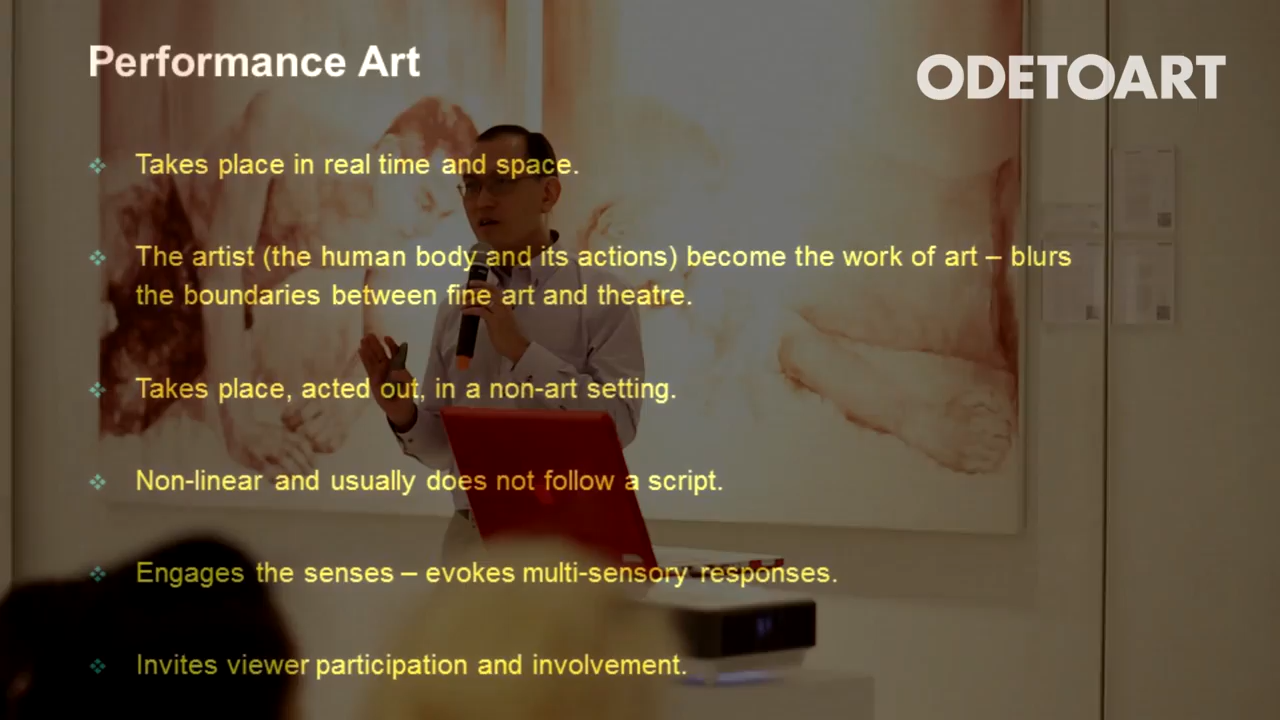 Performance Art
ODETOART
Takes place in real time and space.
The artist (the human body and its actions) become the work of art – blurs
the boundaries between fine art and theatre.
Takes place, acted out, in a non-art setting.
Non-linear and usually does not follow a script.
Engages the senses – evokes multi-sensory responses.
Invites viewer participation and involvement.